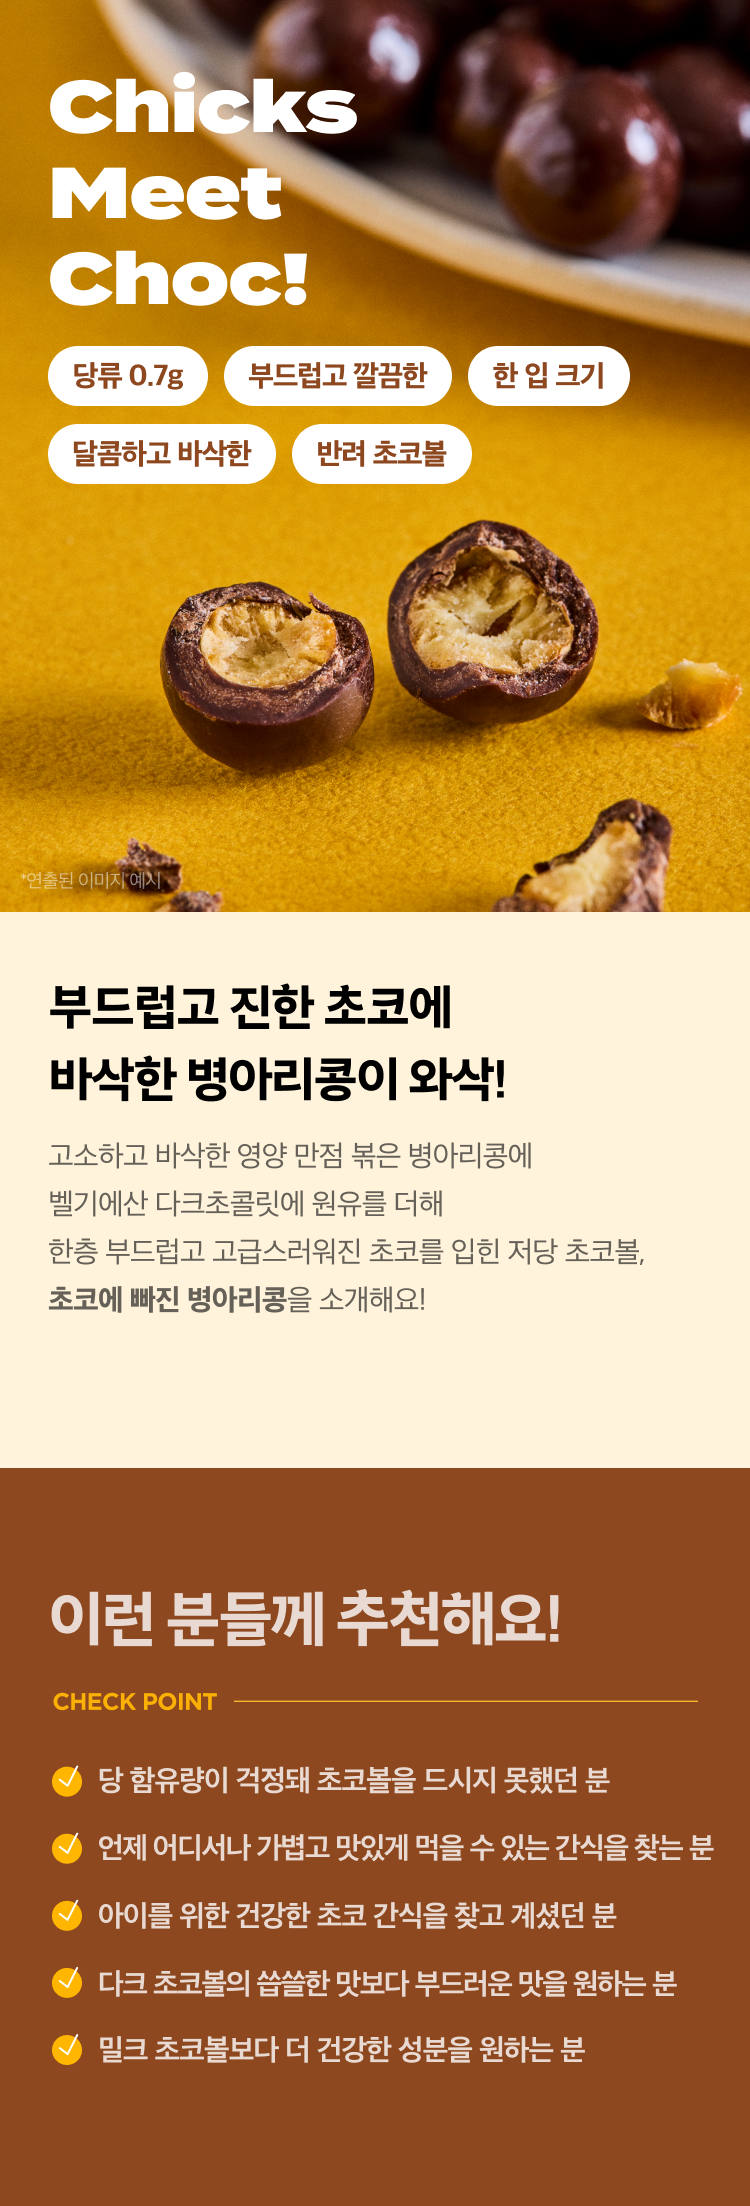 Chicks
Meet
Choc!
당류 0.7g
부드럽고 깔끔한
한 입 크기
달콤하고 바삭한
반려 초코볼
*연출된 이미지 예시
부드럽고 진한 초코에
바삭한 병아리콩이 와삭!
고소하고 바삭한 영양 만점 볶은 병아리콩에
벨기에산 다크초콜릿에 원유를 더해
한층 부드럽고 고급스러워진 초코를 입힌 저당 초코볼,
초코에 빠진 병아리콩을 소개해요!
이런 분들께 추천해요!
CHECK POINT
당 함유량이 걱정돼 초코볼을 드시지 못했던 분
언제 어디서나 가볍고 맛있게 먹을 수 있는 간식을 찾는 분
아이를 위한 건강한 초코 간식을 찾고 계셨던 분
다크 초코볼의 씁쓸한 맛보다 부드러운 맛을 원하는 분
밀크 초코볼보다 더 건강한 성분을 원하는 분